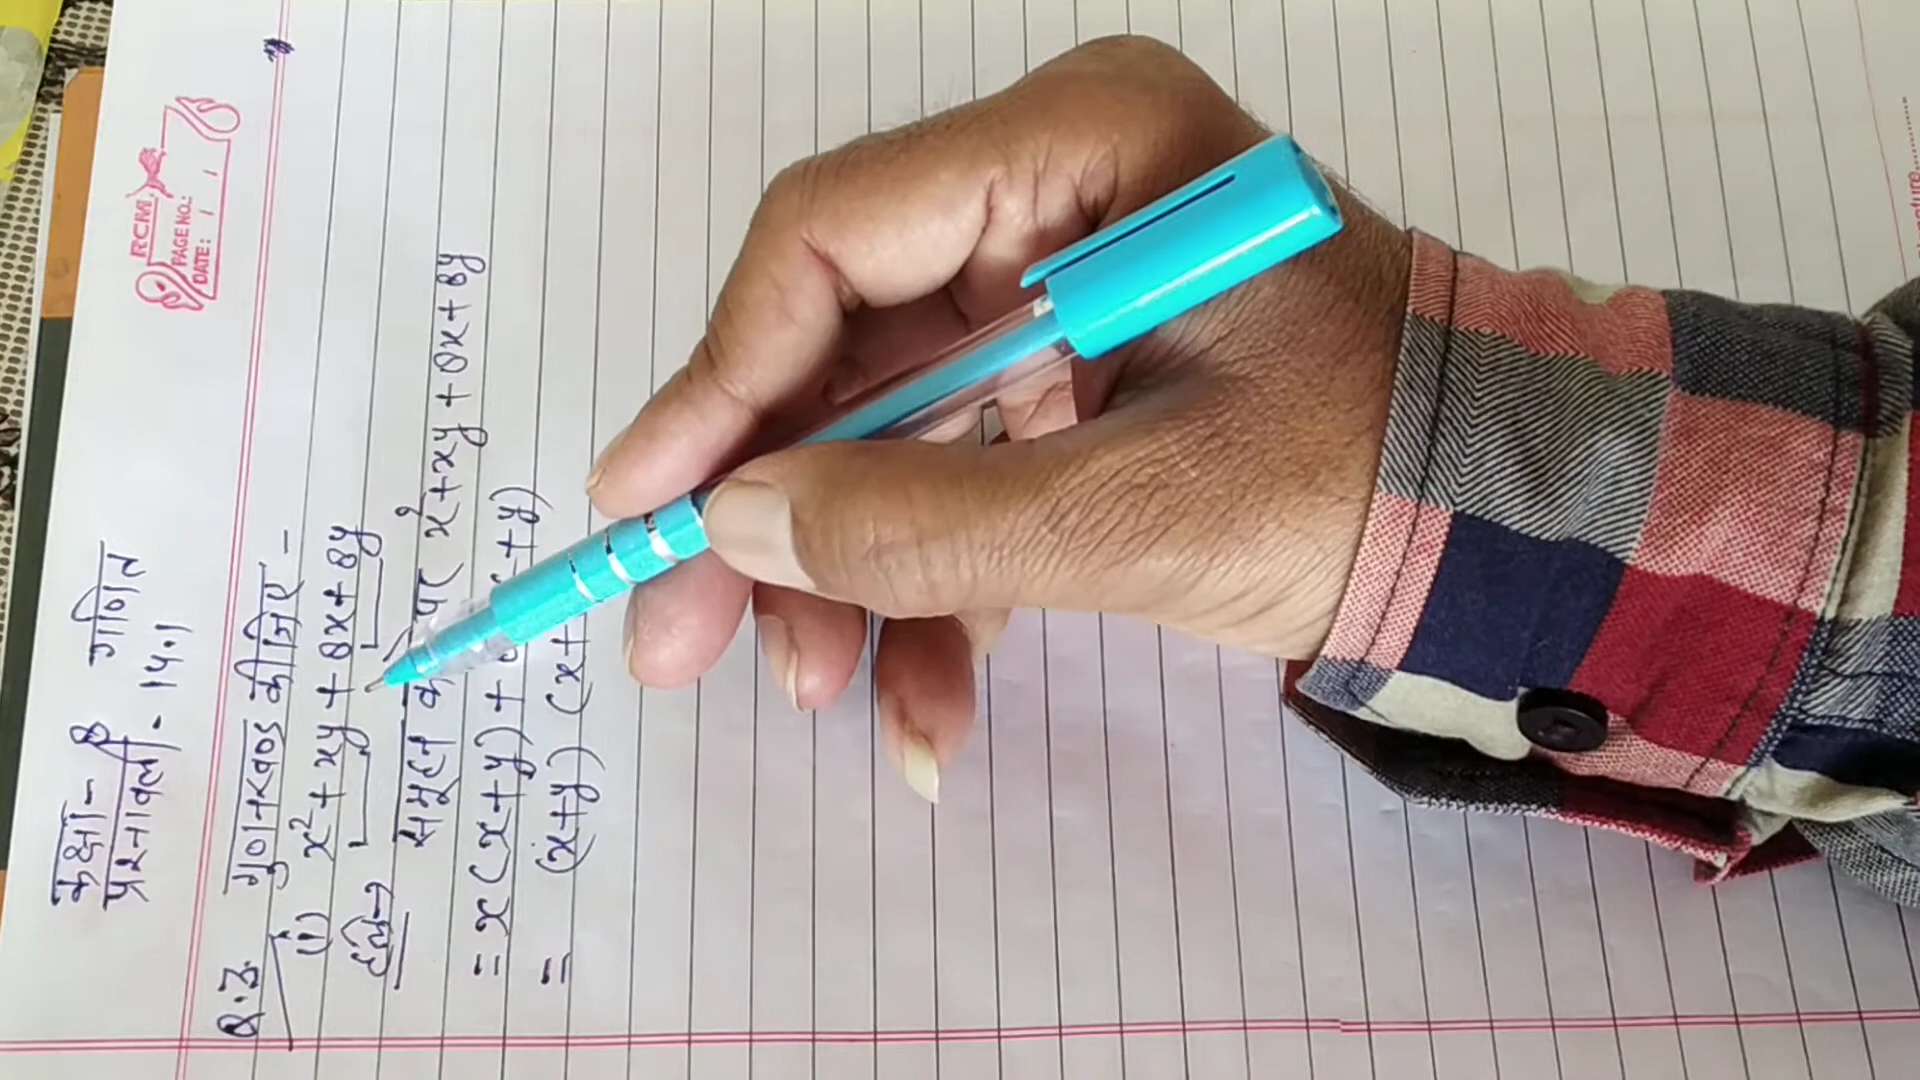 RCM
PAGE NO.:
DATE: / /
कक्षा - 8 गणित
प्रश्नावली - 14.1
Q.3. गुणनखण्ड कीजिए -
(i) x² + xy + 8x + 8y
हल→
समूहन पर x² + xy + 8x + 8y
= x(x+y) + +y)
= (x+y) (x+